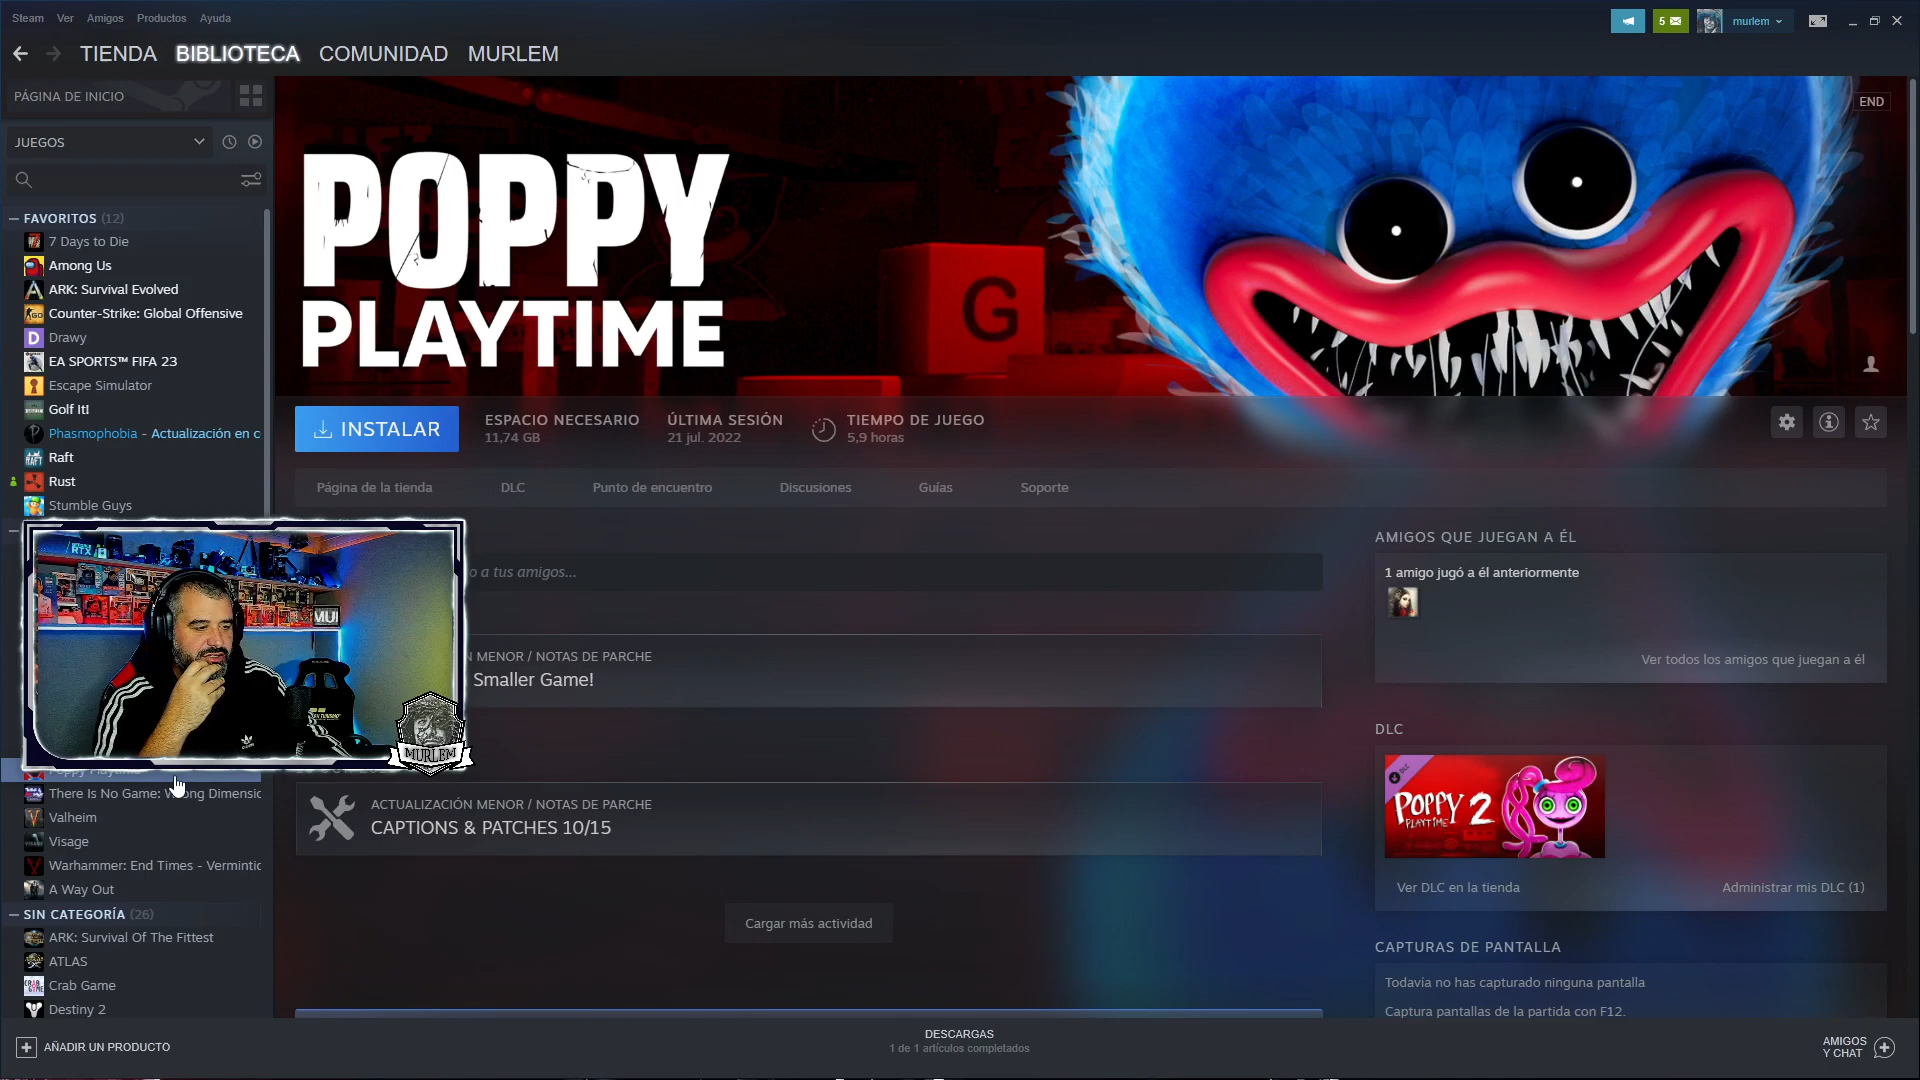 Steam Ver Amigos Productos Ayuda
5
murlem
TIENDA BIBLIOTECA COMUNIDAD MURLEM
PÁGINA DE INICIO
JUEGOS
— FAVORITOS (12)
7 Days to Die
Among Us
ARK: Survival Evolved
Counter-Strike: Global Offensive
Drawy
EA SPORTS™ FIFA 23
Escape Simulator
Golf It!
Phasmophobia - Actualización en c
Raft
Rust
Stumble Guys
MURLEM
There Is No Game: Wrong Dimensic
Valheim
Visage
Warhammer: End Times - Vermintic
A Way Out
— SIN CATEGORÍA (26)
ARK: Survival Of The Fittest
ATLAS
Crab Game
Destiny 2
END
POPPY
PLAYTIME
G
INSTALAR
ESPACIO NECESARIO
11,74 GB
ÚLTIMA SESIÓN
21 jul. 2022
TIEMPO DE JUEGO
5,9 horas
Página de la tienda DLC Punto de encuentro Discusiones Guías Soporte
o a tus amigos...
MENOR / NOTAS DE PARCHE
Smaller Game!
ACTUALIZACIÓN MENOR / NOTAS DE PARCHE
CAPTIONS & PATCHES 10/15
Cargar más actividad
AMIGOS QUE JUEGAN A ÉL
1 amigo jugó a él anteriormente
Ver todos los amigos que juegan a él
DLC
DLC
POPPY
PLAYTIME 2
Ver DLC en la tienda
Administrar mis DLC (1)
CAPTURAS DE PANTALLA
Todavía no has capturado ninguna pantalla
Captura pantallas de la partida con F12.
AÑADIR UN PRODUCTO
DESCARGAS
1 de 1 artículos completados
AMIGOS
Y CHAT